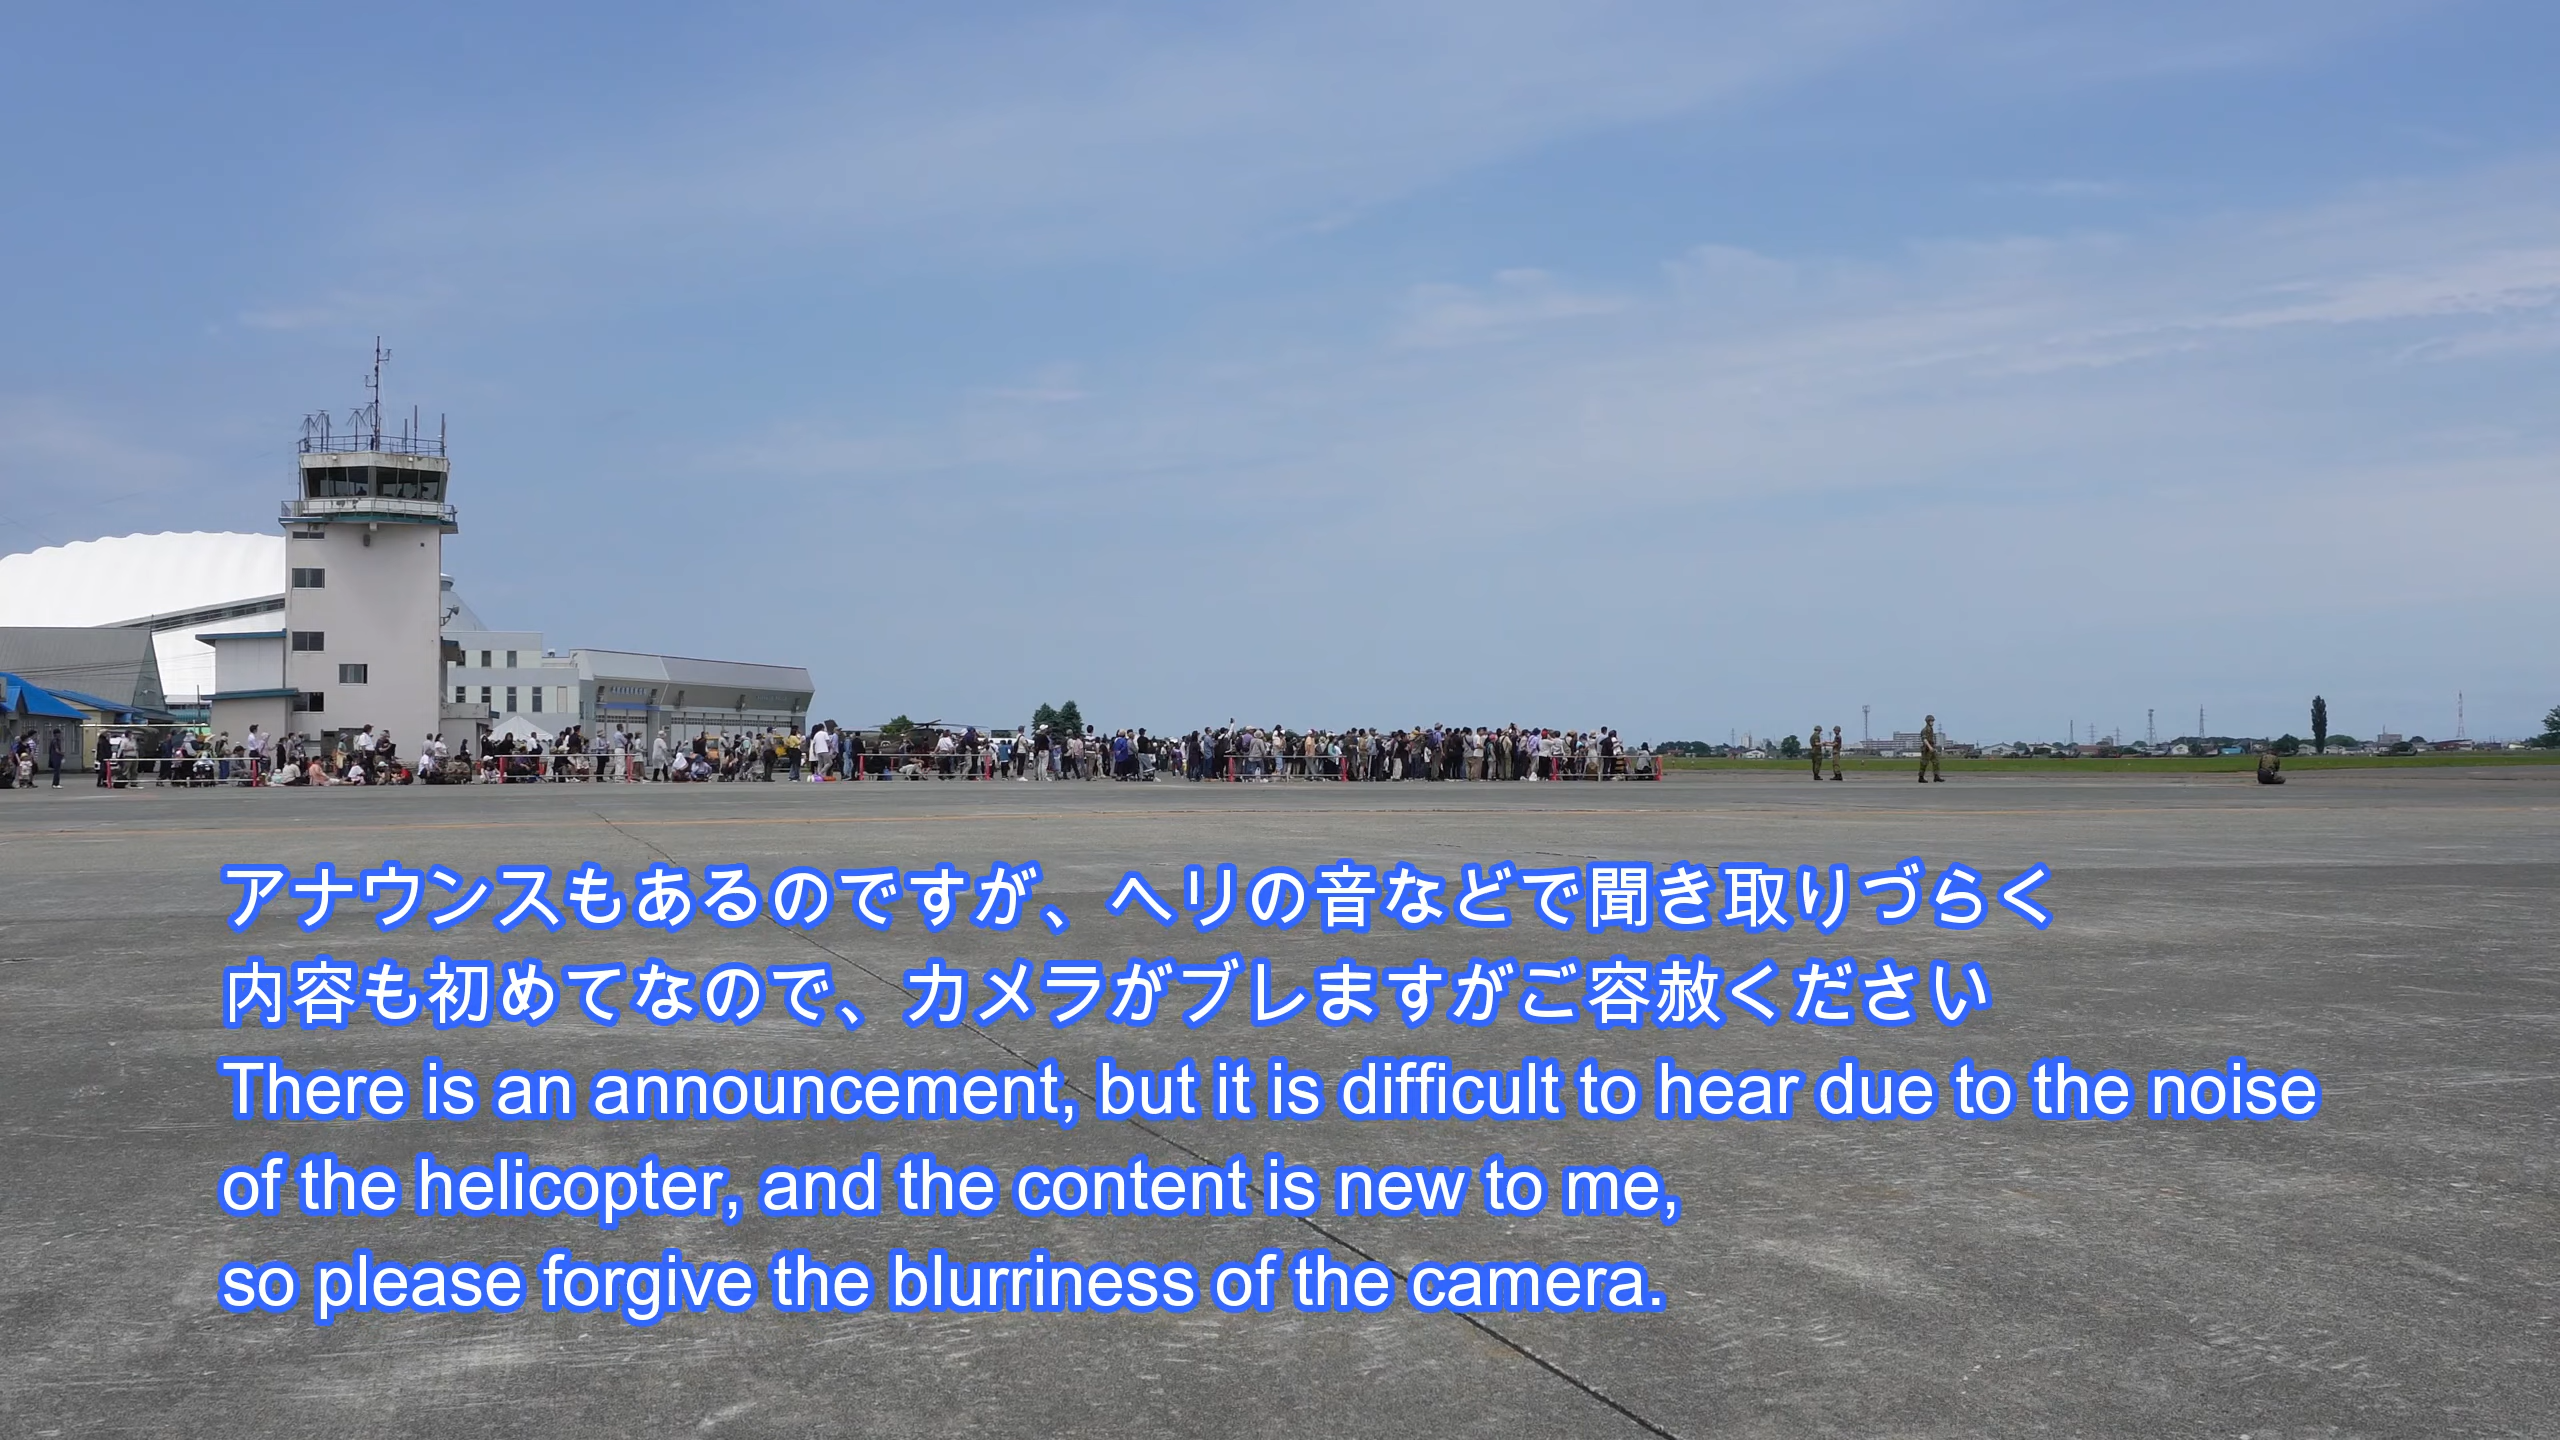 アナウンスもあるのですが、ヘリの音などで聞き取りづらく
内容も初めてなので、カメラがブレますがご容赦ください
There is an announcement, but it is difficult to hear due to the noise
of the helicopter, and the content is new to me,
so please forgive the blurriness of the camera.